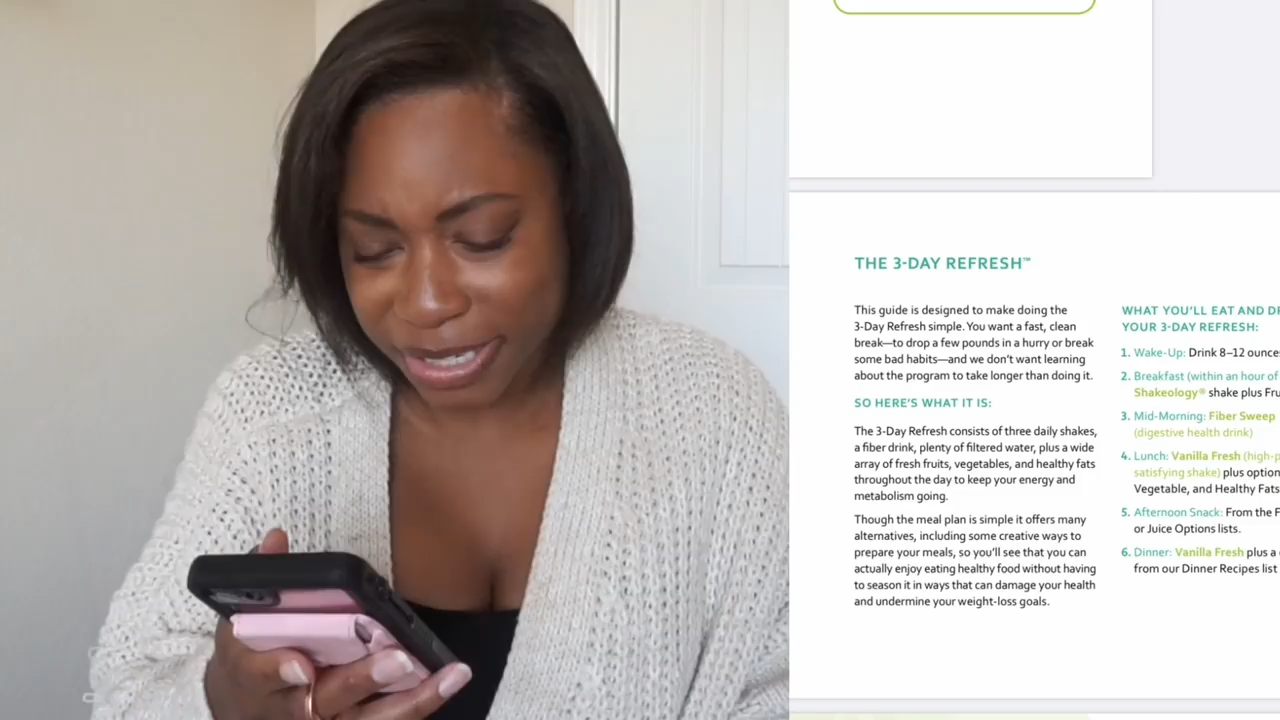 THE 3-DAY REFRESH™
This guide is designed to make doing the
3-Day Refresh simple. You want a fast, clean
break—to drop a few pounds in a hurry or break
some bad habits—and we don't want learning
about the program to take longer than doing it.
SO HERE'S WHAT IT IS:
The 3-Day Refresh consists of three daily shakes,
a fiber drink, plenty of filtered water, plus a wide
array of fresh fruits, vegetables, and healthy fats
throughout the day to keep your energy and
metabolism going.
Though the meal plan is simple it offers many
alternatives, including some creative ways to
prepare your meals, so you'll see that you can
actually enjoy eating healthy food without having
to season it in ways that can damage your health
and undermine your weight-loss goals.
WHAT YOU'LL EAT AND
YOUR 3-DAY REFRESH:
1. Wake-Up: Drink 8–12
2. Breakfast (within an hour of
Shakeology® shake plus
3. Mid-Morning: Fiber Sweep
(digestive health drink)
4. Lunch: Vanilla Fresh
satisfying shake) plus
Vegetable, and Healthy Fats
5. Afternoon Snack: From the
or Juice Options lists.
6. Dinner: Vanilla Fresh plus a
from our Dinner Recipes list